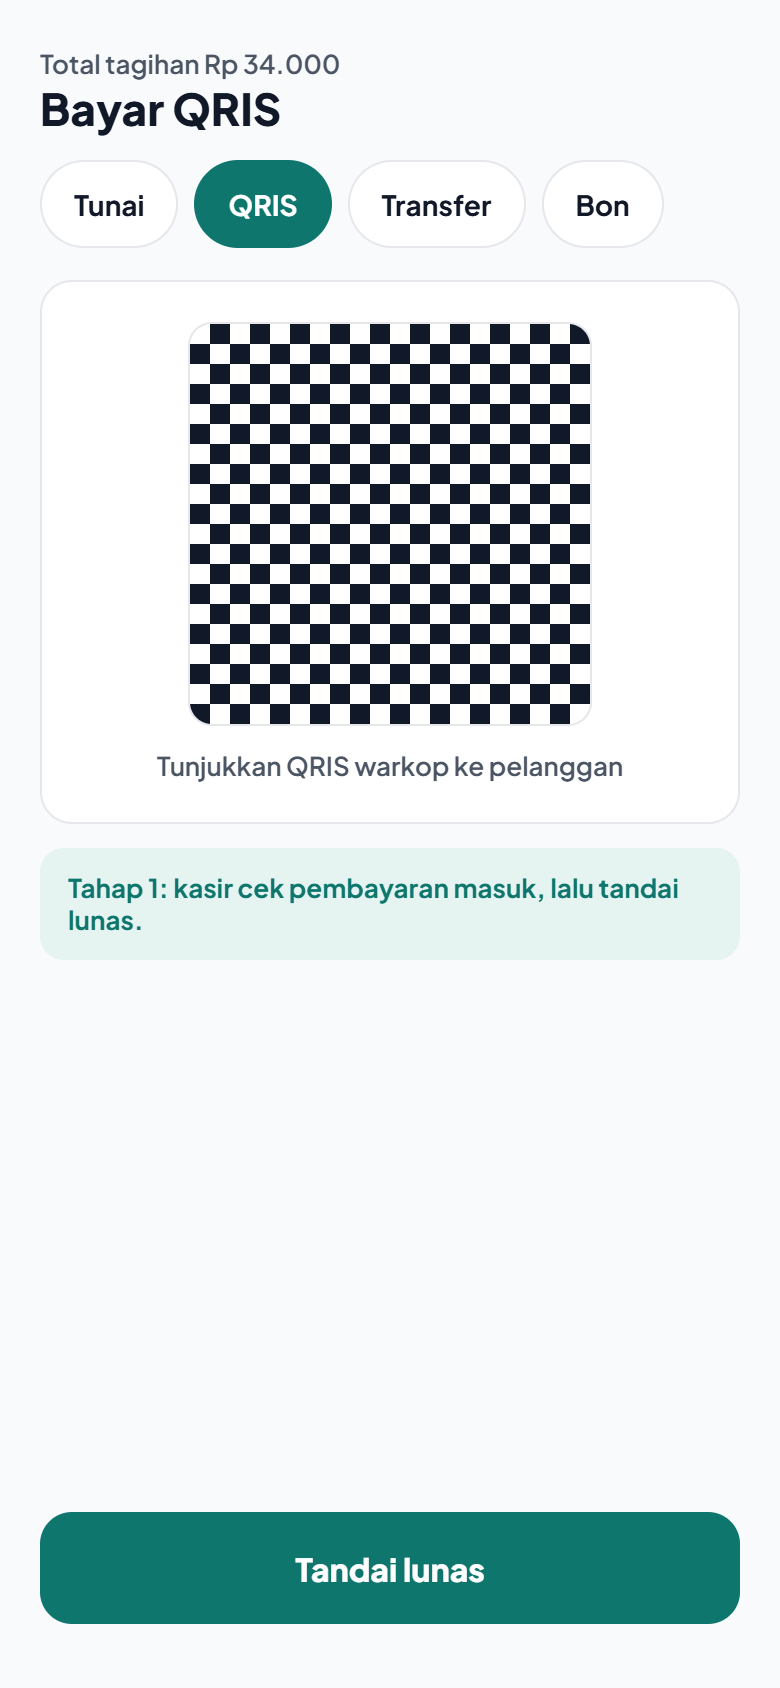 Total tagihan Rp 34.000
Bayar QRIS
Tunai
QRIS
Transfer
Bon
Tunjukkan QRIS warkop ke pelanggan
Tahap 1: kasir cek pembayaran masuk, lalu tandai
lunas.
Tandai lunas